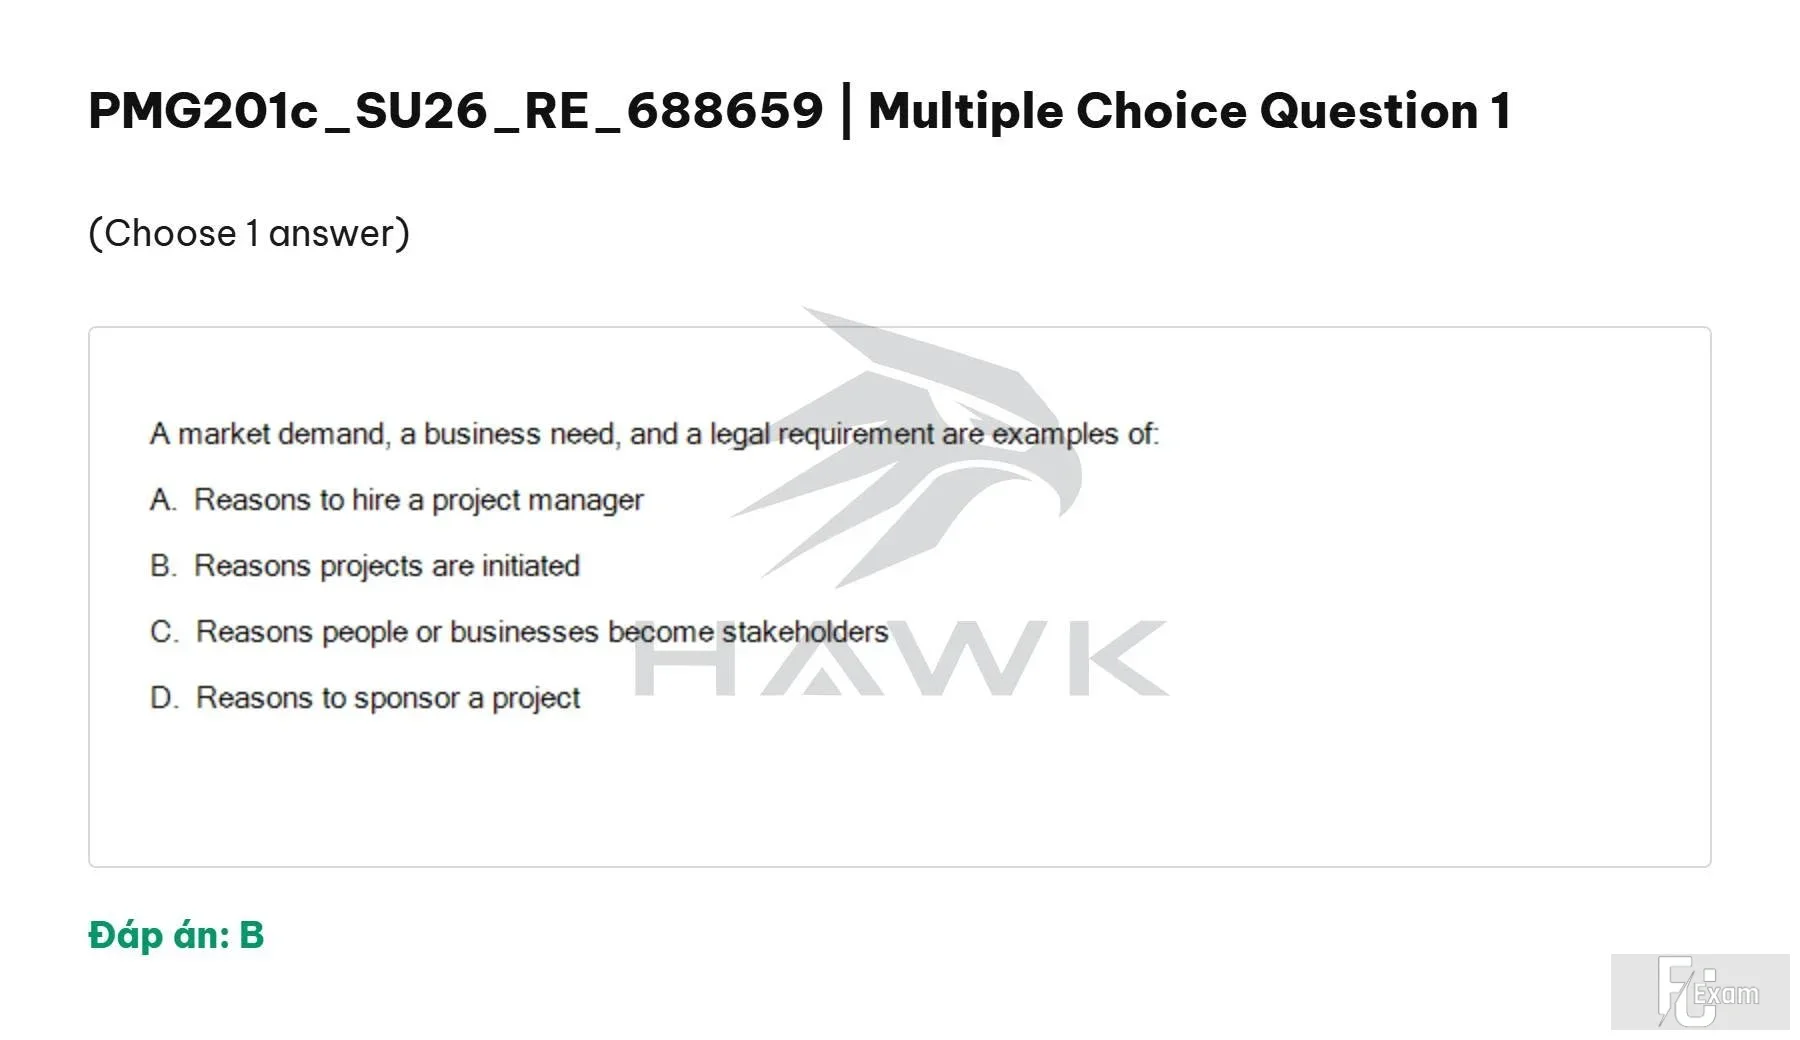 PMG201c_SU26_RE_688659 | Multiple Choice Question 1
(Choose 1 answer)
A market demand, a business need, and a legal requirement are examples of:
A. Reasons to hire a project manager
B. Reasons projects are initiated
C. Reasons people or businesses become stakeholders
D. Reasons to sponsor a project
HAWK
Đáp án: B
FU Exam